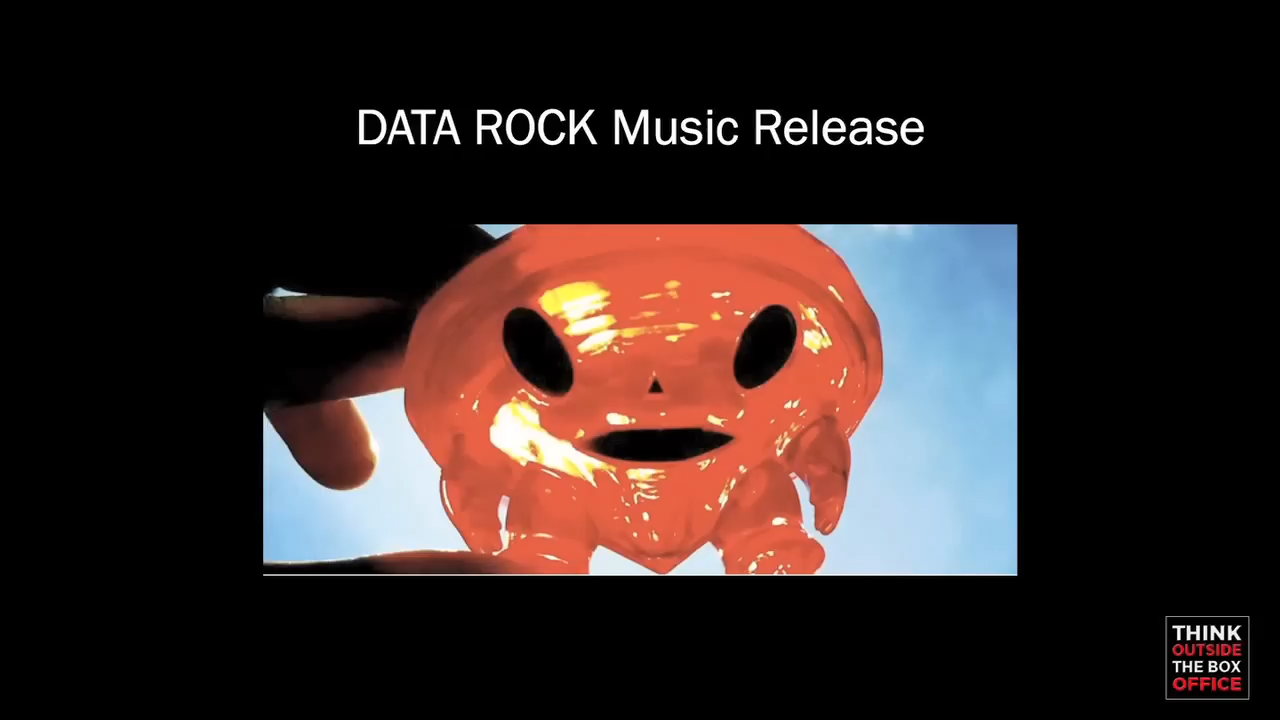 DATA ROCK Music Release
THINK
OUTSIDE
THE BOX
OFFICE